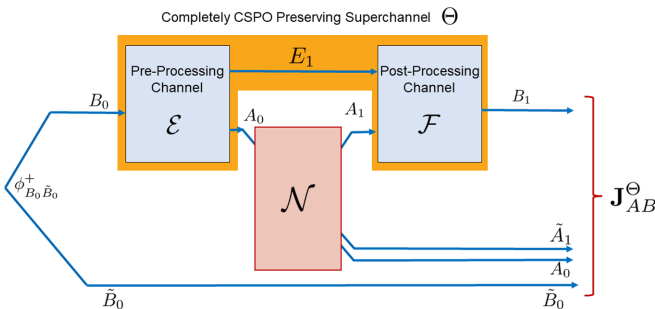 Completely CSPO Preserving Superchannel Θ
Pre-Processing Channel
ℰ
E₁
Post-Processing Channel
ℱ
B₀
A₀
A₁
B₁
𝒩
ϕ⁺_{B₀B̃₀}
𝐉^Θ_{AB}
Ã₁
A₀
B̃₀
B̃₀